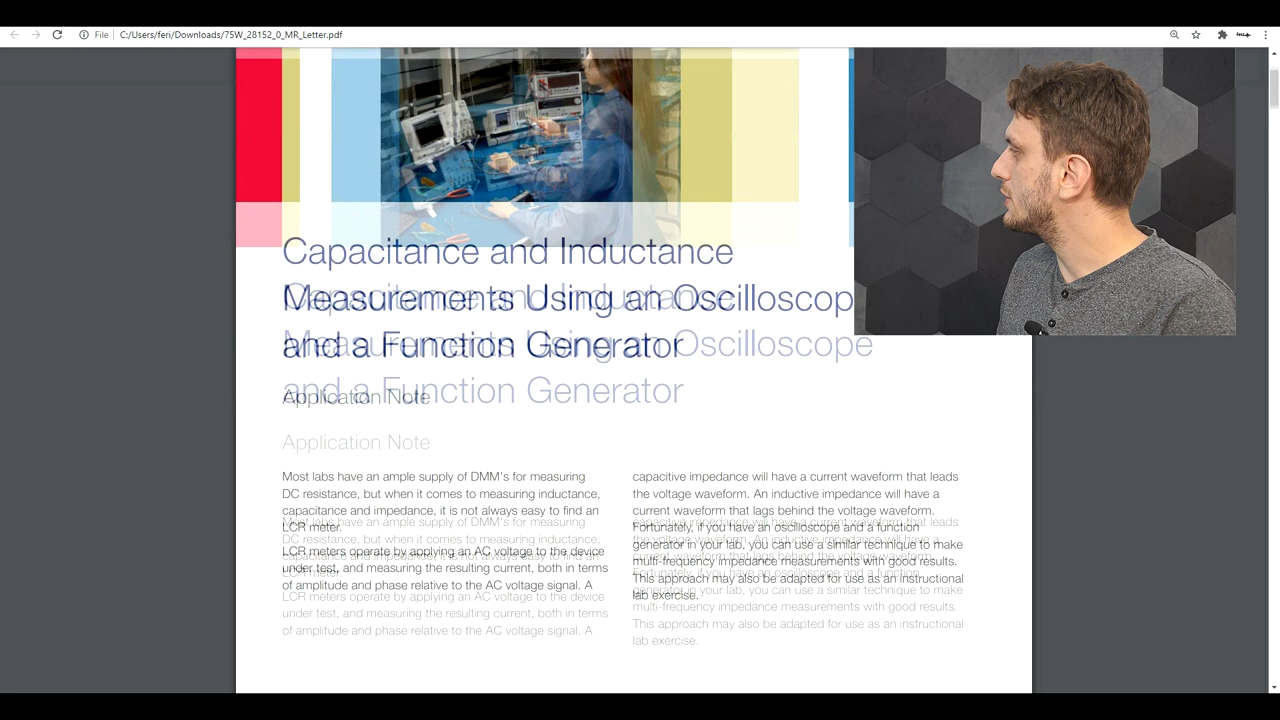 File
C:/Users/feri/Downloads/75W_28152_0_MR_Letter.pdf
Capacitance and Inductance
Measurements Using an Oscilloscope
and a Function Generator
Application Note
Most labs have an ample supply of DMM's for measuring
DC resistance, but when it comes to measuring inductance,
capacitance and impedance, it is not always easy to find an
LCR meter.
LCR meters operate by applying an AC voltage to the device
under test, and measuring the resulting current, both in terms
of amplitude and phase relative to the AC voltage signal. A
capacitive impedance will have a current waveform that leads
the voltage waveform. An inductive impedance will have a
current waveform that lags behind the voltage waveform.
Fortunately, if you have an oscilloscope and a function
generator in your lab, you can use a similar technique to make
multi-frequency impedance measurements with good results.
This approach may also be adapted for use as an instructional
lab exercise.